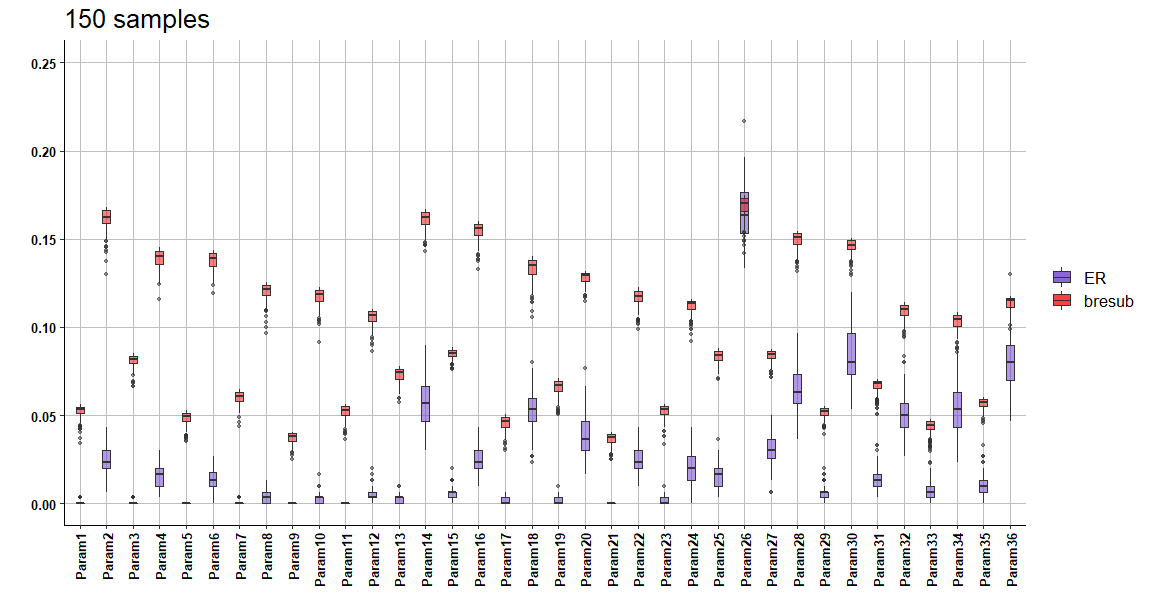 150 samples
0.25
0.20
0.15
0.10
0.05
0.00
Param1
Param2
Param3
Param4
Param5
Param6
Param7
Param8
Param9
Param10
Param11
Param12
Param13
Param14
Param15
Param16
Param17
Param18
Param19
Param20
Param21
Param22
Param23
Param24
Param25
Param26
Param27
Param28
Param29
Param30
Param31
Param32
Param33
Param34
Param35
Param36
ER
bresub